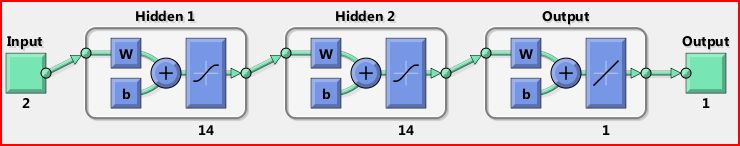 Hidden 1 Hidden 2 Output
Input Output
W W W
+ + +
b b b
2 1
14 14 1